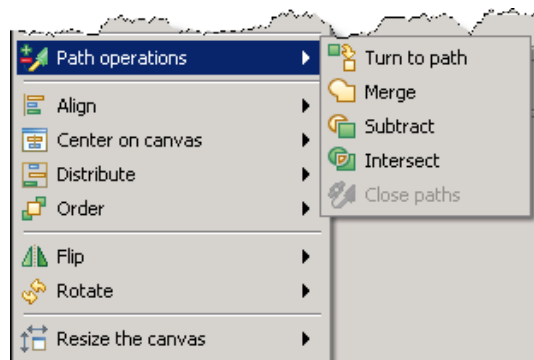 Path operations
Align
Center on canvas
Distribute
Order
Flip
Rotate
Resize the canvas
Turn to path
Merge
Subtract
Intersect
Close paths